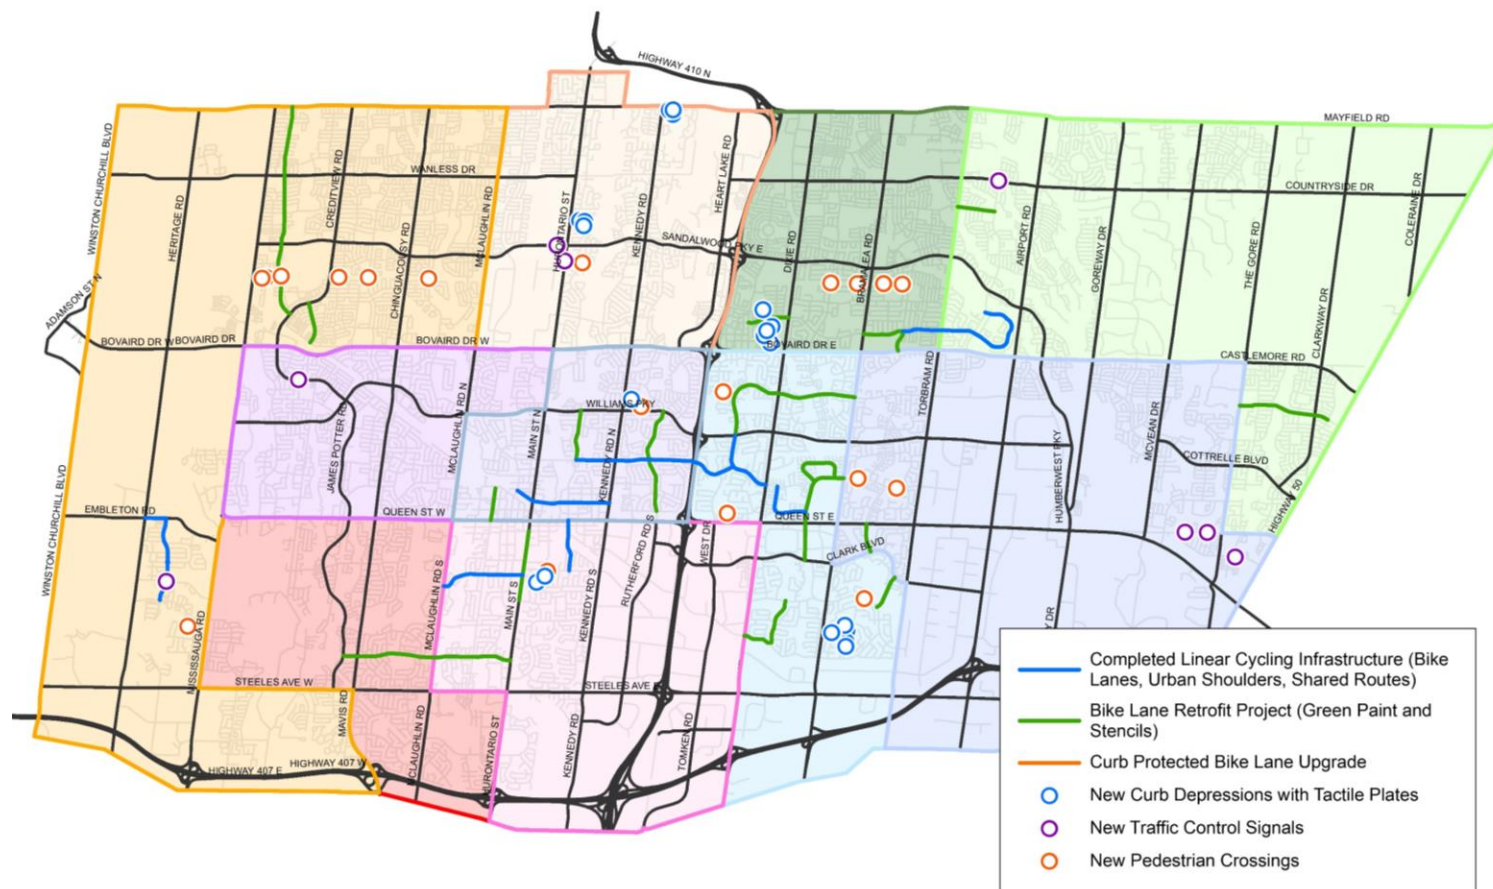 HIGHWAY 410 N
MAYFIELD RD
WINSTON CHURCHILL BLVD
HERITAGE RD
CREDITVIEW RD
WANLESS DR
CHINGUACOUSY RD
MCLAUGHLIN RD
KENNEDY RD
HEART LAKE RD
SANDALWOOD PKY E
DIXIE RD
BRAMALEA RD
AIRPORT RD
COUNTRYSIDE DR
GOREWAY DR
THE GORE RD
COLERAINE DR
CLARKWAY DR
ADAMSON ST N
BOVAIRD DR W
BOVAIRD DR
BOVAIRD DR W
BOVAIRD DR E
CASTLEMORE RD
TORBRAM RD
WILLIAMS PKY
JAMES POTTER RD
MCLAUGHLIN RD N
MAIN ST N
KENNEDY RD N
HUMBERWEST PKY
MCVEAN DR
COTTRELLE BLVD
HIGHWAY 50
WINSTON CHURCHILL BLVD
EMBLETON RD
QUEEN ST W
QUEEN ST E
RUTHERFORD RD S
WEST DR
CLARK BLVD
MISSISSAUGA RD
MCLAUGHLIN RD S
MAIN ST S
KENNEDY RD S
STEELES AVE W
STEELES AVE
MAVIS RD
MCLAUGHLIN RD
HURONTARIO ST
KENNEDY RD
TOMKEN RD
HIGHWAY 407 E
HIGHWAY 407 W
Completed Linear Cycling Infrastructure (Bike
Lanes, Urban Shoulders, Shared Routes)
Bike Lane Retrofit Project (Green Paint and
Stencils)
Curb Protected Bike Lane Upgrade
New Curb Depressions with Tactile Plates
New Traffic Control Signals
New Pedestrian Crossings